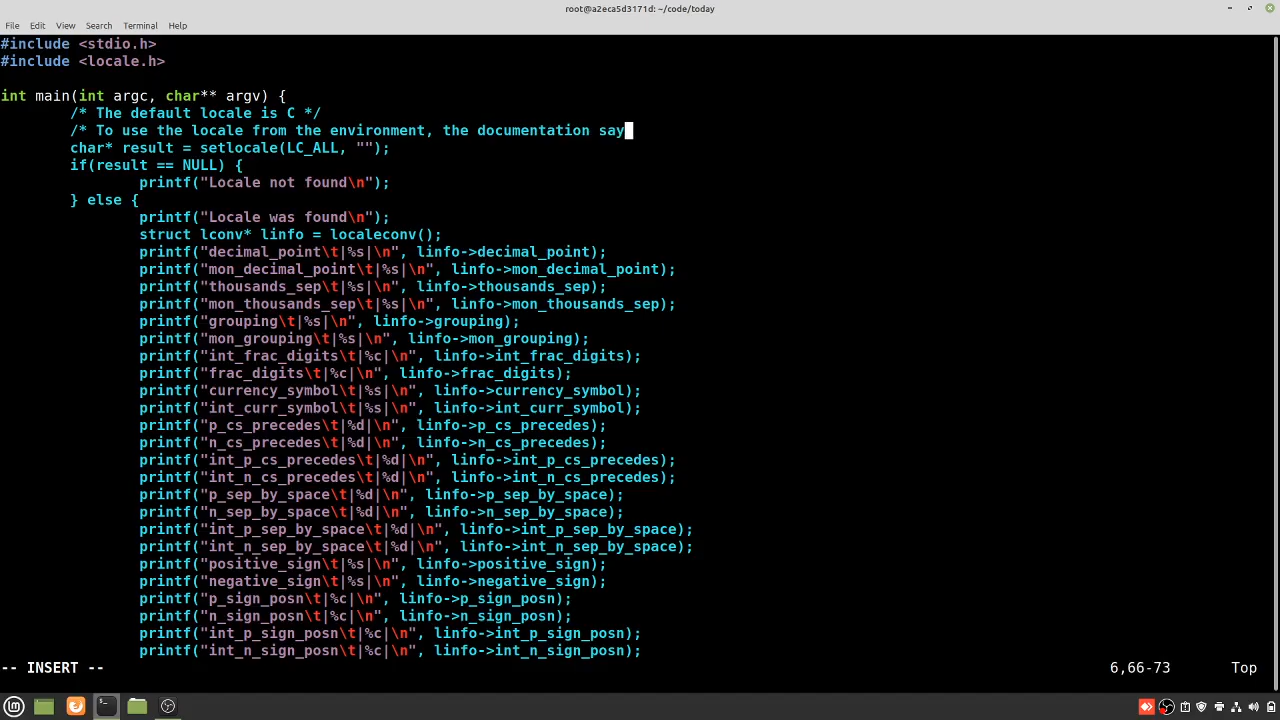 root@a2eca5d3171d: ~/code/today
File Edit View Search Terminal Help
#include <stdio.h>
#include <locale.h>
int main(int argc, char** argv) {
/* The default locale is C */
/* To use the locale from the environment, the documentation say
char* result = setlocale(LC_ALL, "");
if(result == NULL) {
printf("Locale not found\n");
} else {
printf("Locale was found\n");
struct lconv* linfo = localeconv();
printf("decimal_point\t|%s|\n", linfo->decimal_point);
printf("mon_decimal_point\t|%s|\n", linfo->mon_decimal_point);
printf("thousands_sep\t|%s|\n", linfo->thousands_sep);
printf("mon_thousands_sep\t|%s|\n", linfo->mon_thousands_sep);
printf("grouping\t|%s|\n", linfo->grouping);
printf("mon_grouping\t|%s|\n", linfo->mon_grouping);
printf("int_frac_digits\t|%c|\n", linfo->int_frac_digits);
printf("frac_digits\t|%c|\n", linfo->frac_digits);
printf("currency_symbol\t|%s|\n", linfo->currency_symbol);
printf("int_curr_symbol\t|%s|\n", linfo->int_curr_symbol);
printf("p_cs_precedes\t|%d|\n", linfo->p_cs_precedes);
printf("n_cs_precedes\t|%d|\n", linfo->n_cs_precedes);
printf("int_p_cs_precedes\t|%d|\n", linfo->int_p_cs_precedes);
printf("int_n_cs_precedes\t|%d|\n", linfo->int_n_cs_precedes);
printf("p_sep_by_space\t|%d|\n", linfo->p_sep_by_space);
printf("n_sep_by_space\t|%d|\n", linfo->n_sep_by_space);
printf("int_p_sep_by_space\t|%d|\n", linfo->int_p_sep_by_space);
printf("int_n_sep_by_space\t|%d|\n", linfo->int_n_sep_by_space);
printf("positive_sign\t|%s|\n", linfo->positive_sign);
printf("negative_sign\t|%s|\n", linfo->negative_sign);
printf("p_sign_posn\t|%c|\n", linfo->p_sign_posn);
printf("n_sign_posn\t|%c|\n", linfo->n_sign_posn);
printf("int_p_sign_posn\t|%c|\n", linfo->int_p_sign_posn);
printf("int_n_sign_posn\t|%c|\n", linfo->int_n_sign_posn);
-- INSERT -- 6,66-73 Top